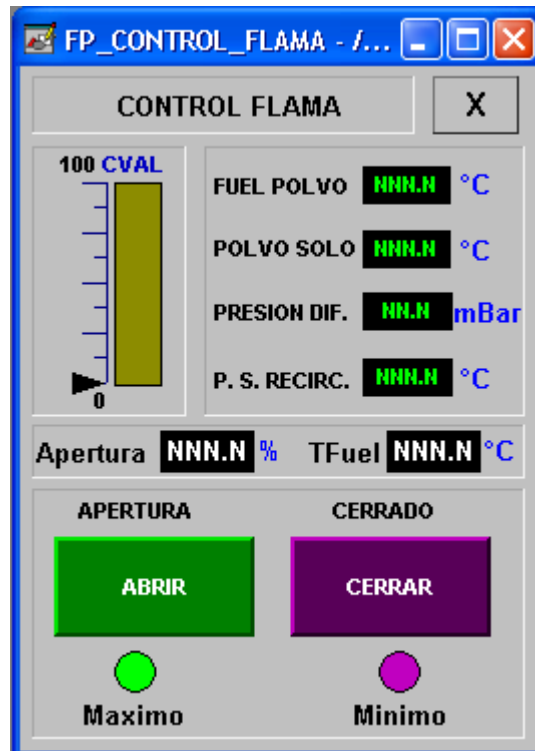 FP_CONTROL_FLAMA - /...
CONTROL FLAMA X
100 CVAL
0
FUEL POLVO NNN.N °C
POLVO SOLO NNN.N °C
PRESION DIF. NN.N mBar
P. S. RECIRC. NNN.N °C
Apertura NNN.N % TFuel NNN.N °C
APERTURA CERRADO
ABRIR CERRAR
Maximo Minimo